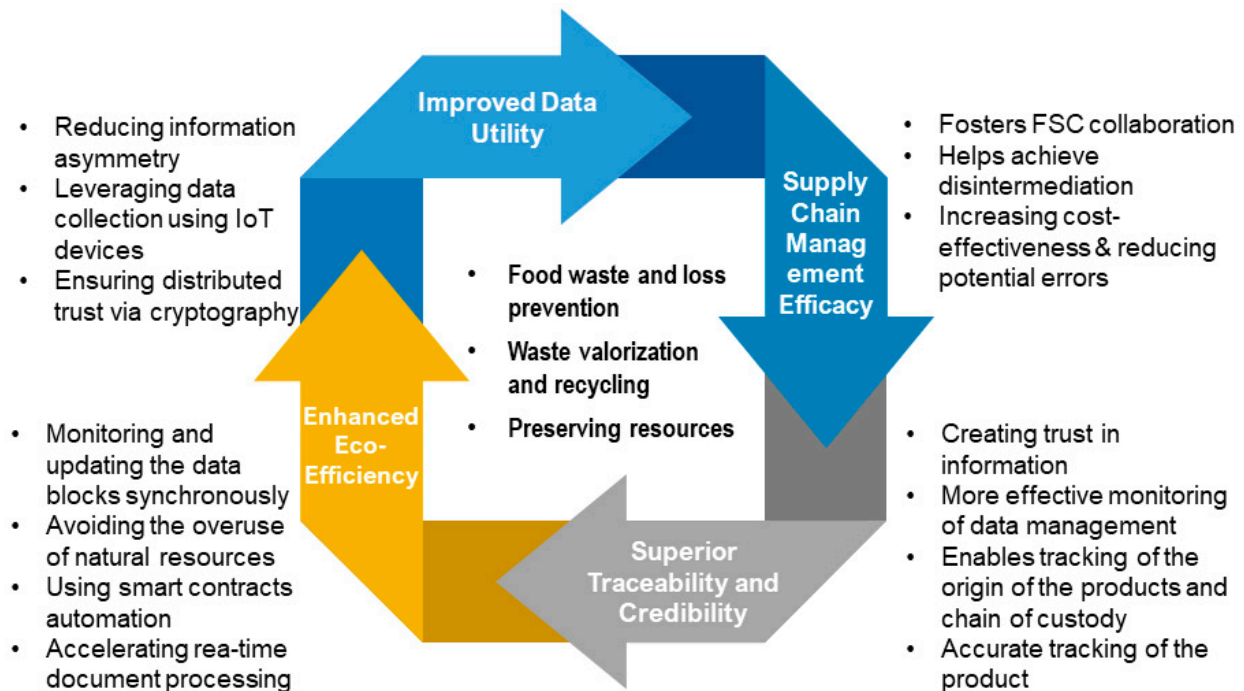 Improved Data
Utility
• Reducing information
asymmetry
• Leveraging data
collection using IoT
devices
• Ensuring distributed
trust via cryptography
• Fosters FSC collaboration
• Helps achieve
disintermediation
• Increasing cost-
effectiveness & reducing
potential errors
Supply
Chain
Manag
ement
Efficacy
• Food waste and loss
prevention
• Waste valorization
and recycling
• Preserving resources
Enhanced
Eco-
Efficiency
• Monitoring and
updating the data
blocks synchronously
• Avoiding the overuse
of natural resources
• Using smart contracts
automation
• Accelerating rea-time
document processing
Superior
Traceability and
Credibility
• Creating trust in
information
• More effective monitoring
of data management
• Enables tracking of the
origin of the products and
chain of custody
• Accurate tracking of the
product